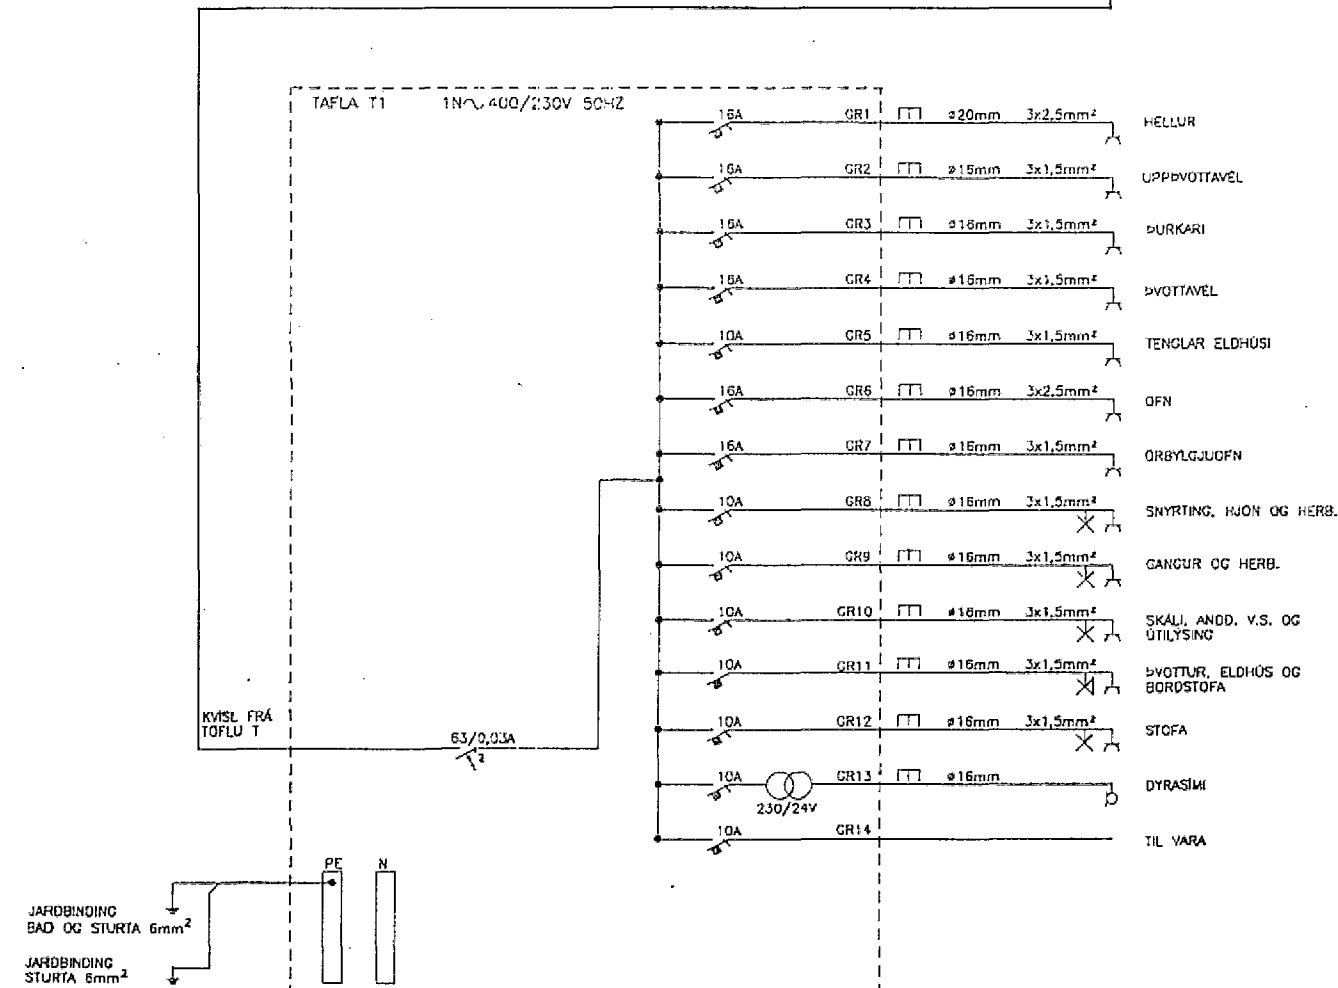 TAFLA T1 1N~ 400/230V 50HZ
16A GR1 ø20mm 3x2,5mm² HELLUR
16A GR2 ø16mm 3x1,5mm² UPPÞVOTTAVÉL
16A GR3 ø16mm 3x1,5mm² ÞURKARI
16A GR4 ø16mm 3x1,5mm² ÞVOTTAVÉL
10A GR5 ø16mm 3x1,5mm² TENGLAR ELDHÚSI
16A GR6 ø16mm 3x2,5mm² OFN
16A GR7 ø16mm 3x1,5mm² ÖRBYLGJUOFN
10A GR8 ø16mm 3x1,5mm² SNYRTING, HJÓN OG HERB.
10A GR9 ø16mm 3x1,5mm² GANGUR OG HERB.
10A GR10 ø16mm 3x1,5mm² SKÁLI, ANDD. V.S. OG
ÚTILÝSING
10A GR11 ø16mm 3x1,5mm² ÞVOTTUR, ELDHÚS OG
BORÐSTOFA
10A GR12 ø16mm 3x1,5mm² STOFA
KVÍSL FRÁ
TÖFLU T
63/0,03A
2
10A GR13 ø16mm DYRASÍMI
230/24V
10A GR14 TIL VARA
PE N
JARÐBINDING
BAÐ OG STURTA 6mm²
JARÐBINDING
STURTA 6mm²